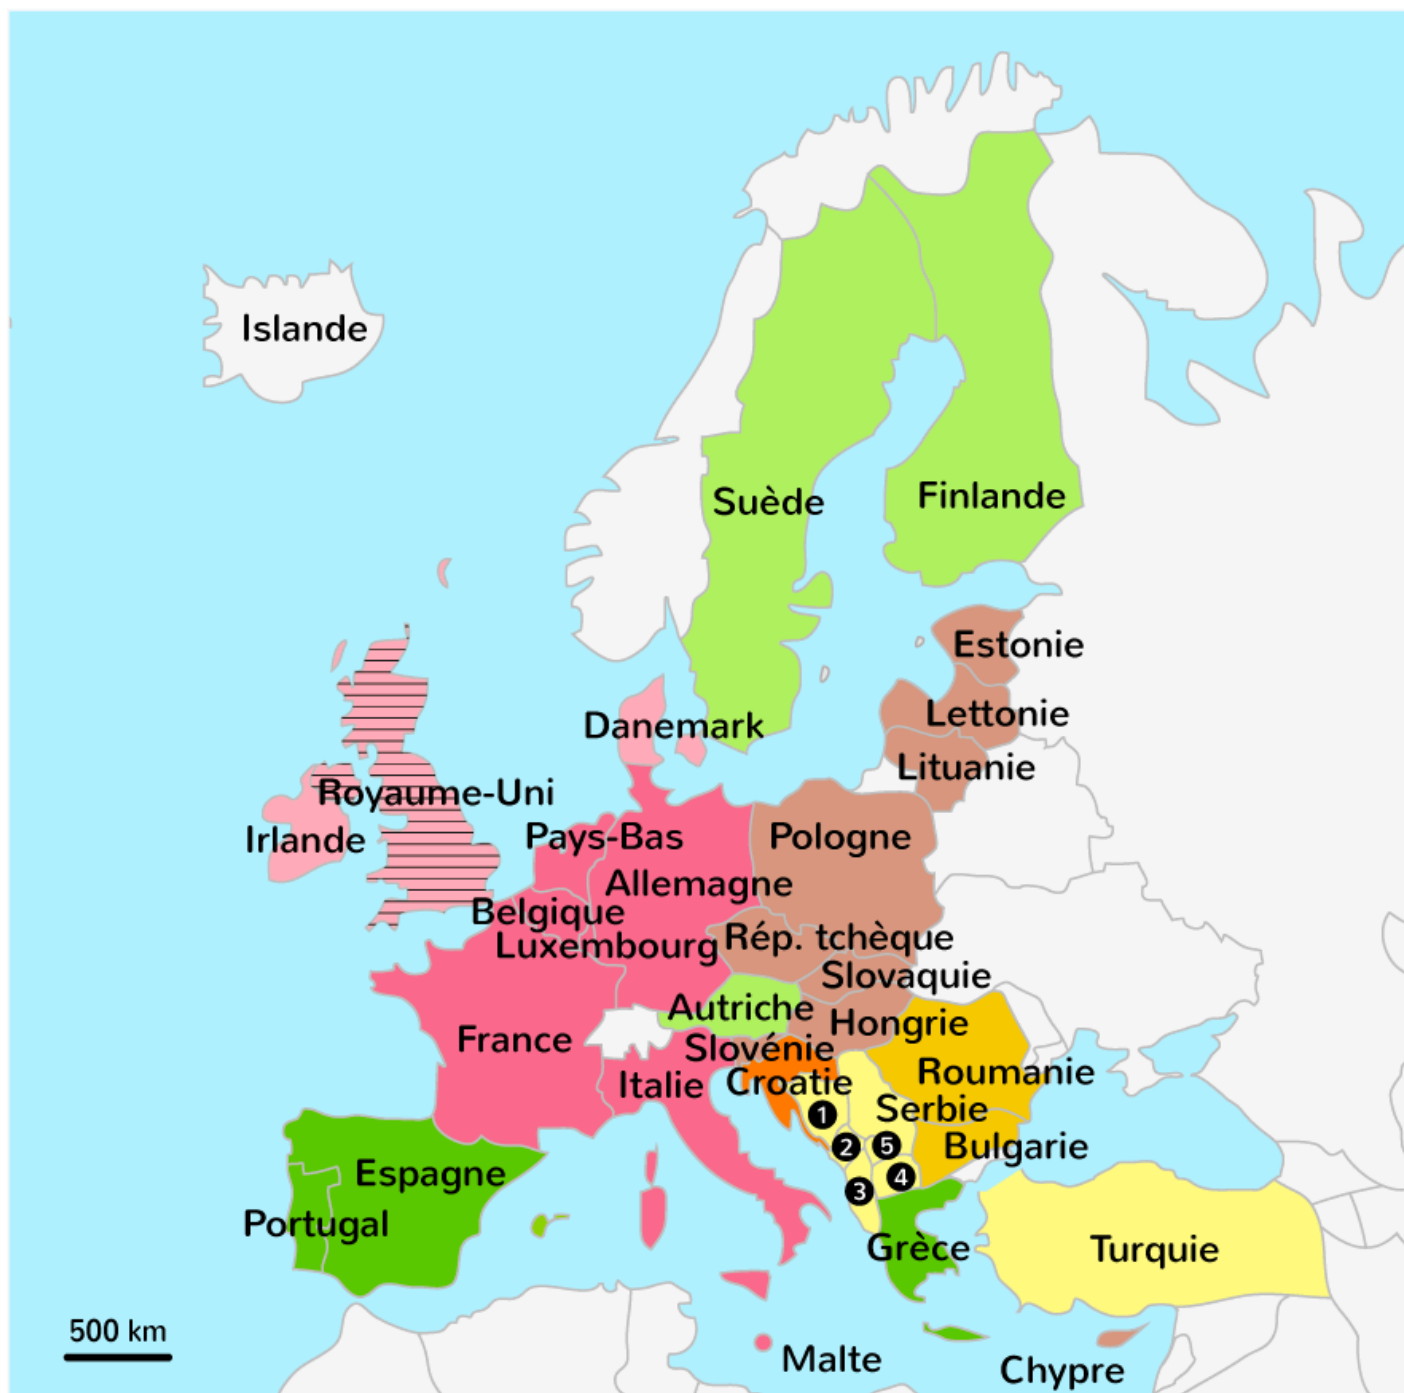 Islande
Suède
Finlande
Estonie
Lettonie
Danemark
Lituanie
Royaume-Uni
Irlande
Pays-Bas
Pologne
Allemagne
Belgique
Luxembourg
Rép. tchèque
Slovaquie
Autriche
Hongrie
France
Slovénie
Italie
Croatie
Roumanie
Serbie
1
2
5
Bulgarie
Espagne
4
3
Portugal
Grèce
Turquie
500 km
Malte
Chypre